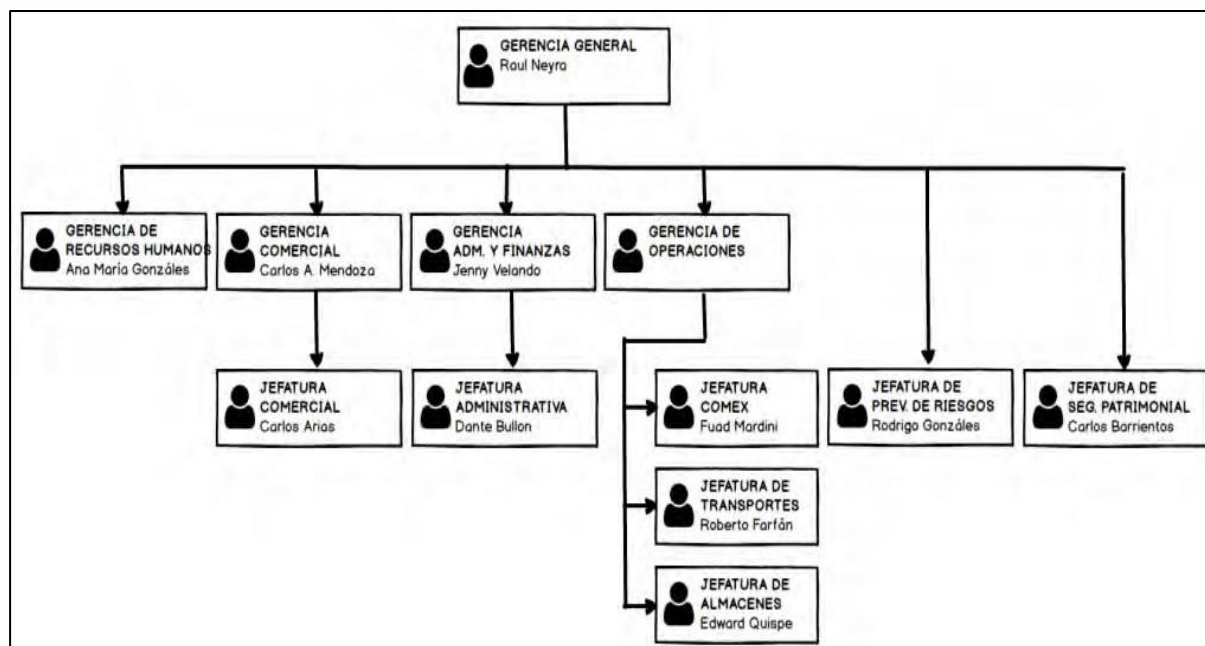 GERENCIA GENERAL
Raul Neyra
GERENCIA DE
RECURSOS HUMANOS
Ana María Gonzáles
GERENCIA
COMERCIAL
Carlos A. Mendoza
GERENCIA
ADM. Y FINANZAS
Jenny Velando
GERENCIA DE
OPERACIONES
JEFATURA
COMERCIAL
Carlos Arias
JEFATURA
ADMINISTRATIVA
Dante Bullon
JEFATURA
COMEX
Fuad Mardini
JEFATURA DE
PREV. DE RIESGOS
Rodrigo Gonzáles
JEFATURA DE
SEG. PATRIMONIAL
Carlos Barrientos
JEFATURA DE
TRANSPORTES
Roberto Farfán
JEFATURA DE
ALMACENES
Edward Quispe